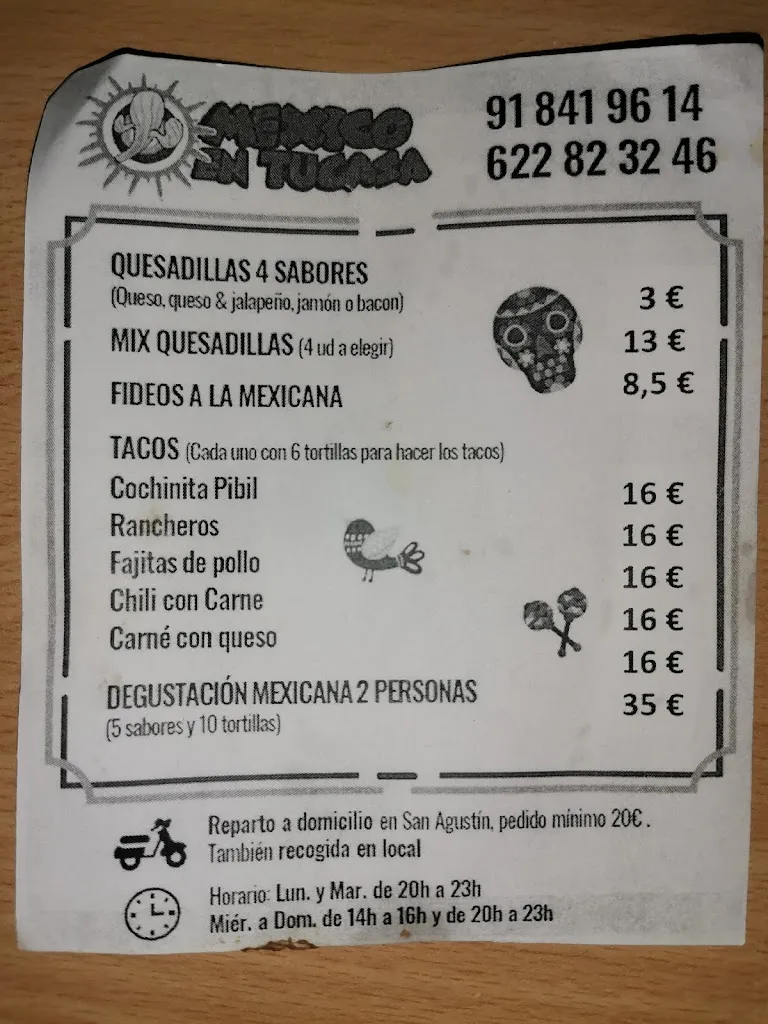 MEXICO
EN TU CASA
91 841 96 14
622 82 32 46
QUESADILLAS 4 SABORES
(Queso, queso & jalapeño, jamón o bacon) 3 €
MIX QUESADILLAS (4 ud a elegir) 13 €
FIDEOS A LA MEXICANA 8,5 €
TACOS (Cada uno con 6 tortillas para hacer los tacos)
Cochinita Pibil 16 €
Rancheros 16 €
Fajitas de pollo 16 €
Chili con Carne 16 €
Carné con queso 16 €
DEGUSTACIÓN MEXICANA 2 PERSONAS 35 €
(5 sabores y 10 tortillas)
Reparto a domicilio en San Agustín, pedido mínimo 20€.
También recogida en local
Horario: Lun. y Mar. de 20h a 23h
Miér. a Dom. de 14h a 16h y de 20h a 23h